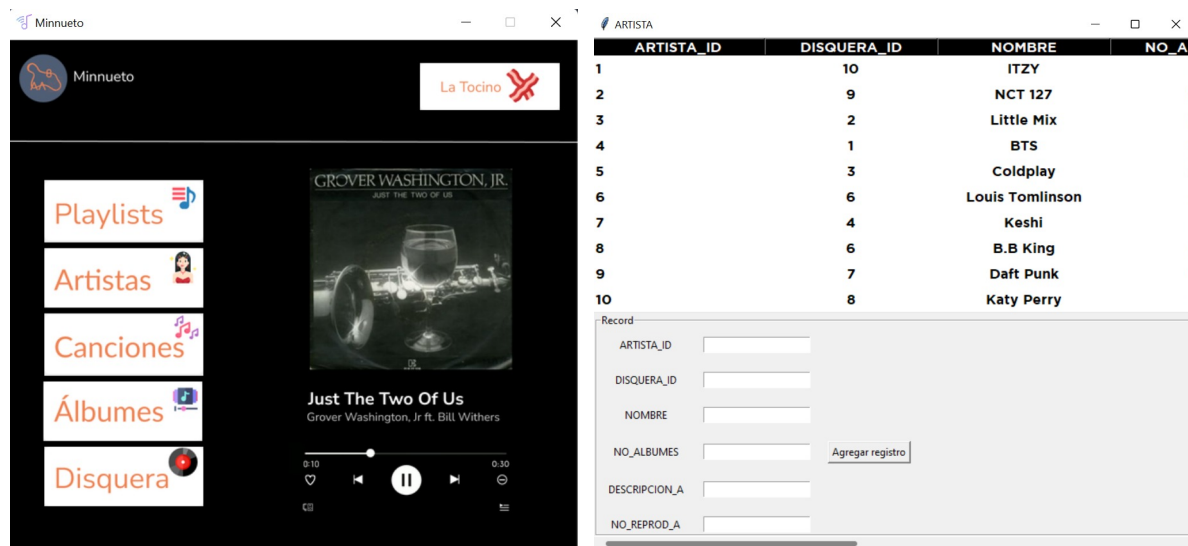 Minnueto
Minnueto
La Tocino
Playlists
Artistas
Canciones
Álbumes
Disquera
GROVER WASHINGTON, JR.
JUST THE TWO OF US
Just The Two Of Us
Grover Washington, Jr ft. Bill Withers
0:10 0:30
ARTISTA
ARTISTA_ID DISQUERA_ID NOMBRE NO_A
1 10 ITZY
2 9 NCT 127
3 2 Little Mix
4 1 BTS
5 3 Coldplay
6 6 Louis Tomlinson
7 4 Keshi
8 6 B.B King
9 7 Daft Punk
10 8 Katy Perry
Record
ARTISTA_ID
DISQUERA_ID
NOMBRE
NO_ALBUMES Agregar registro
DESCRIPCION_A
NO_REPROD_A